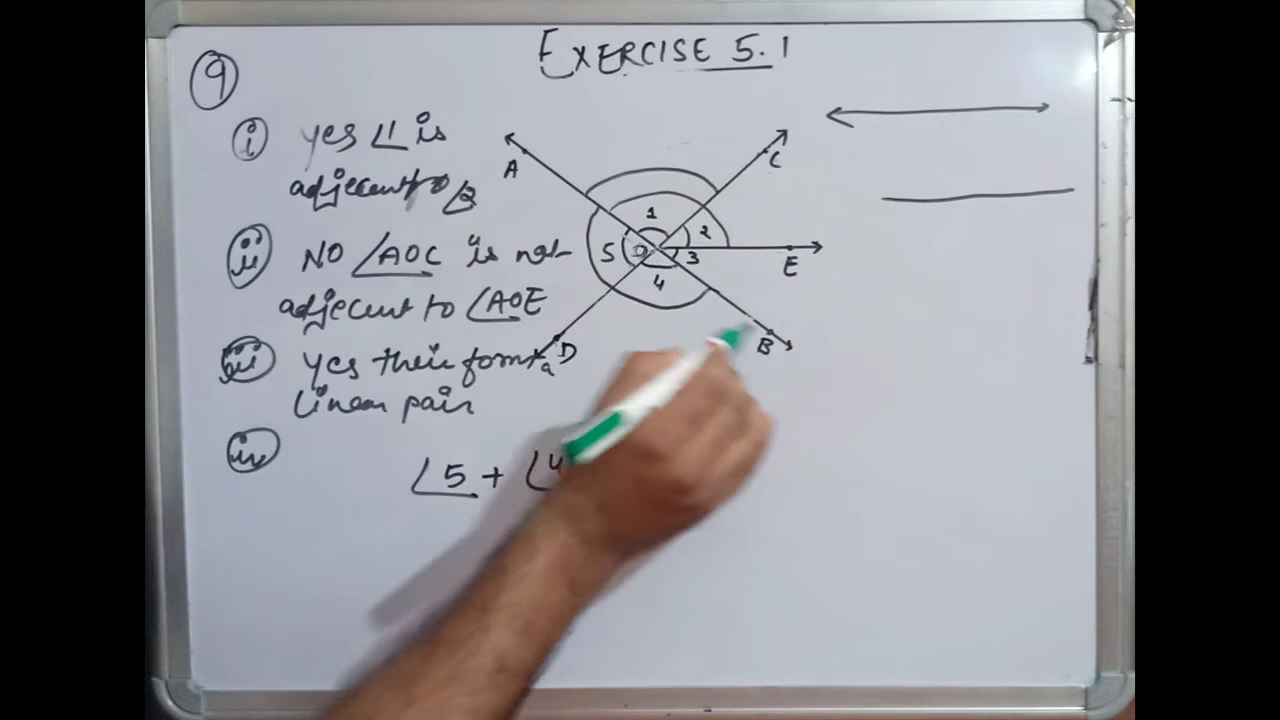 EXERCISE 5.1
9
i yes ∠1 is
adjecent to ∠2
ii NO ∠AOC is not
adjecent to ∠AOE
iii yes their form a
linear pair
iv
∠5 + ∠4
A
C
1
2
5
O
3
E
4
D
B